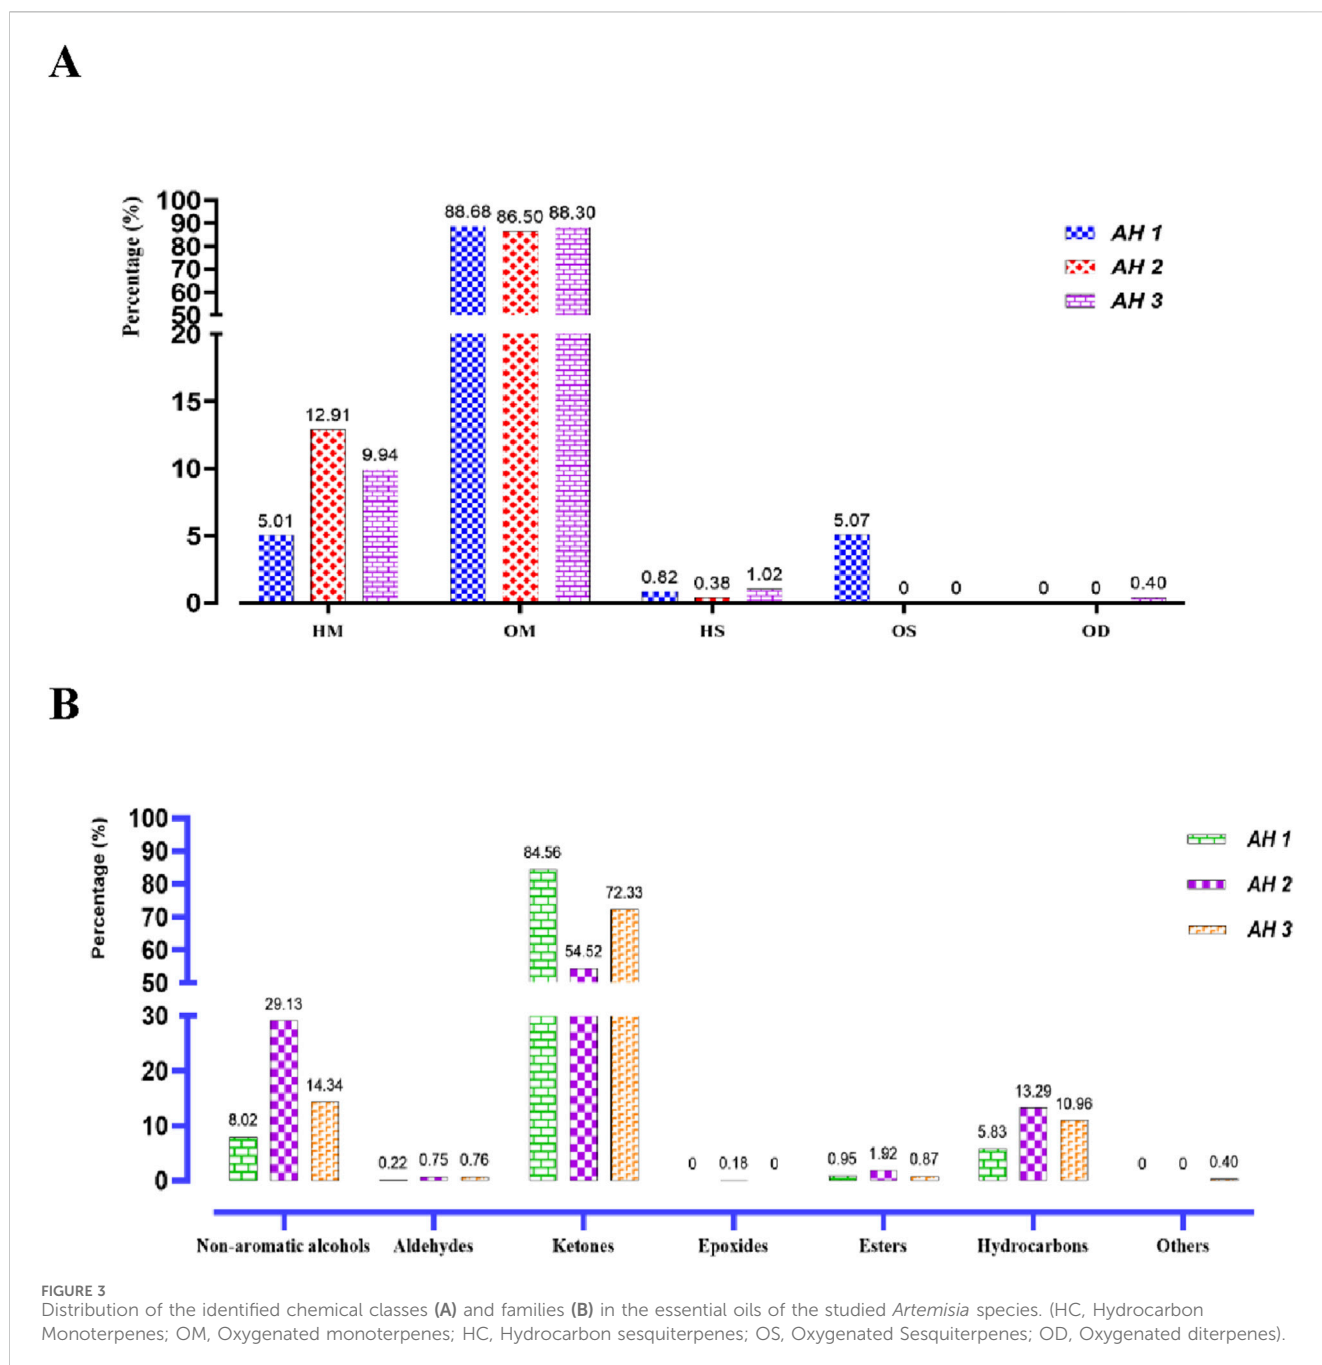 A
Percentage (%)
100
90
80
70
60
50
20
15
10
5
0
5.01
12.91
9.94
88.68
86.50
88.30
0.82
0.38
1.02
5.07
0
0
0
0
0.40
HM
OM
HS
OS
OD
AH 1
AH 2
AH 3
B
Percentage (%)
100
90
80
70
60
50
30
20
10
0
8.02
29.13
14.34
0.22
0.75
0.76
84.56
54.52
72.33
0
0.18
0
0.95
1.92
0.87
5.83
13.29
10.96
0
0
0.40
Non-aromatic alcohols
Aldehydes
Ketones
Epoxides
Esters
Hydrocarbons
Others
AH 1
AH 2
AH 3
FIGURE 3
Distribution of the identified chemical classes (A) and families (B) in the essential oils of the studied Artemisia species. (HC, Hydrocarbon
Monoterpenes; OM, Oxygenated monoterpenes; HC, Hydrocarbon sesquiterpenes; OS, Oxygenated Sesquiterpenes; OD, Oxygenated diterpenes).